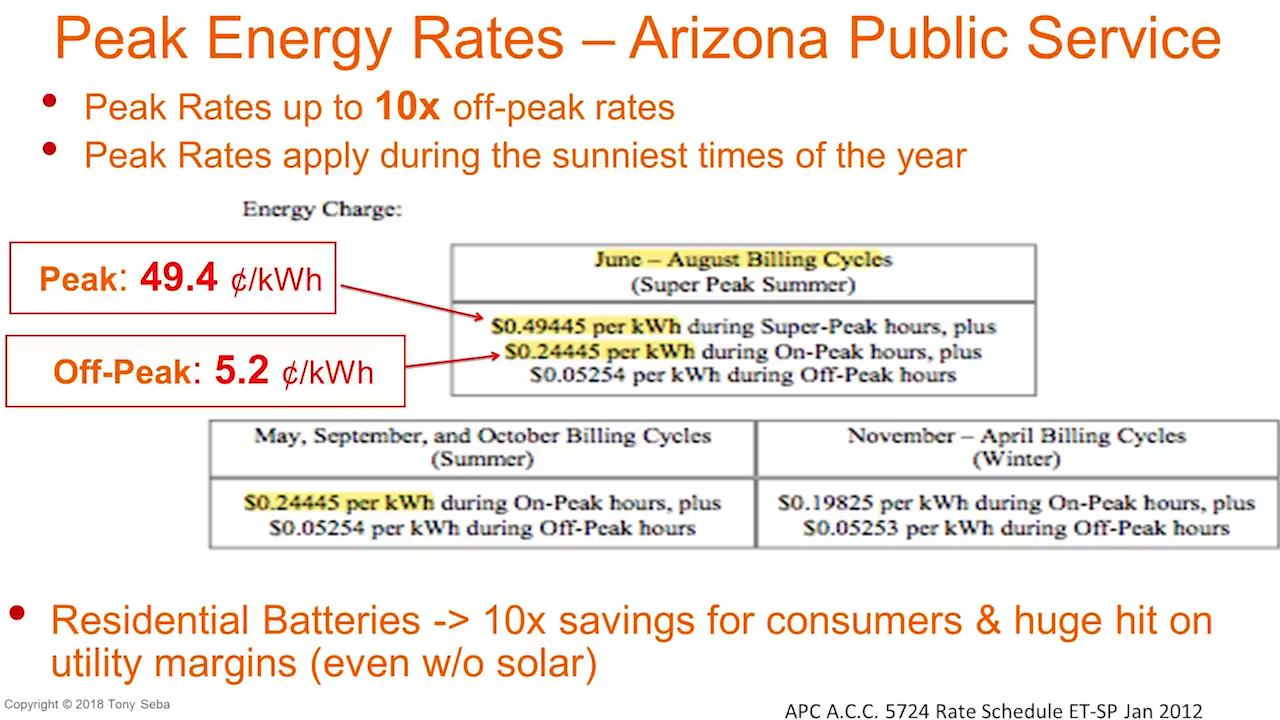 Peak Energy Rates – Arizona Public Service
• Peak Rates up to 10x off-peak rates
• Peak Rates apply during the sunniest times of the year
Energy Charge:
Peak: 49.4 ¢/kWh
Off-Peak: 5.2 ¢/kWh
June – August Billing Cycles
(Super Peak Summer)
$0.49445 per kWh during Super-Peak hours, plus
$0.24445 per kWh during On-Peak hours, plus
$0.05254 per kWh during Off-Peak hours
May, September, and October Billing Cycles
(Summer)
$0.24445 per kWh during On-Peak hours, plus
$0.05254 per kWh during Off-Peak hours
November – April Billing Cycles
(Winter)
$0.19825 per kWh during On-Peak hours, plus
$0.05253 per kWh during Off-Peak hours
• Residential Batteries -> 10x savings for consumers & huge hit on
utility margins (even w/o solar)
Copyright © 2018 Tony Seba
APC A.C.C. 5724 Rate Schedule ET-SP Jan 2012